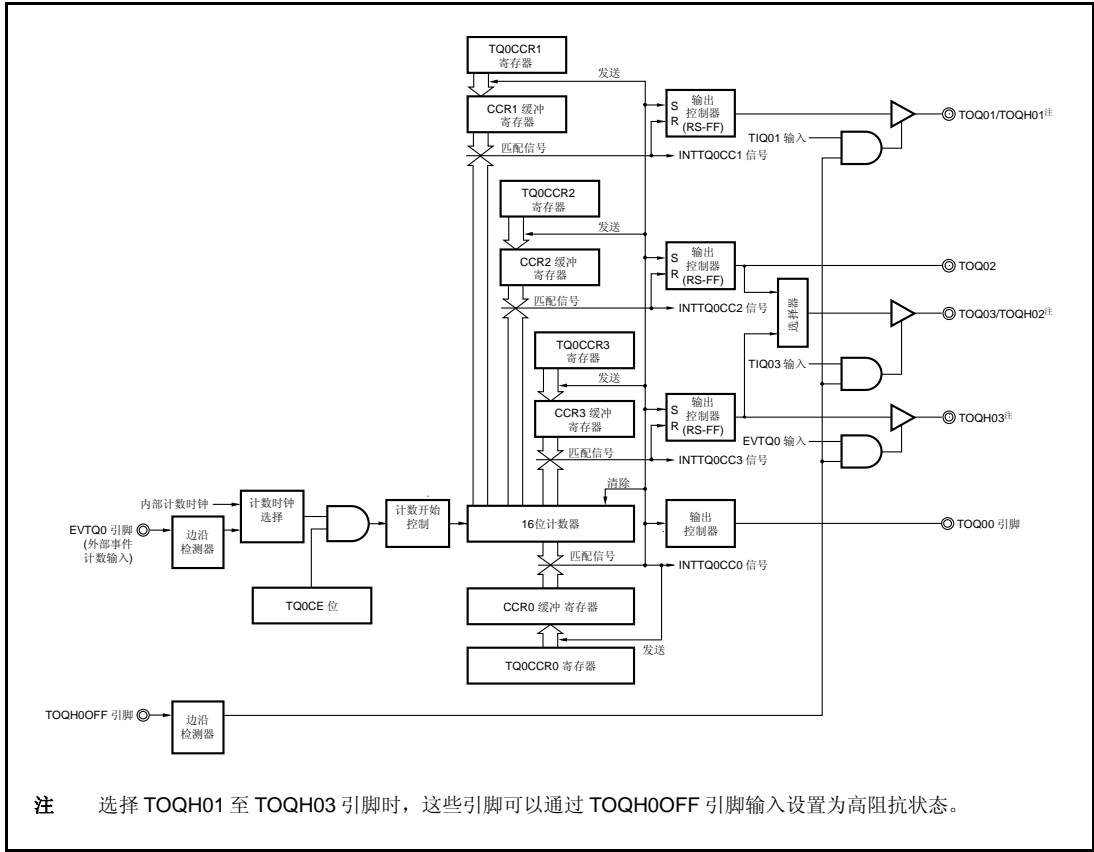 TQ0CCR1
寄存器
发送
CCR1 缓冲
寄存器
S
R
输出
控制器
(RS-FF)
TOQ01/TOQH01注
TIQ01 输入
匹配信号
INTTQ0CC1 信号
TQ0CCR2
寄存器
发送
CCR2 缓冲
寄存器
S
R
输出
控制器
(RS-FF)
TOQ02
匹配信号
INTTQ0CC2 信号
选择器
TOQ03/TOQH02注
TQ0CCR3
寄存器
TIQ03 输入
发送
CCR3 缓冲
寄存器
S
R
输出
控制器
(RS-FF)
TOQH03注
EVTQ0 输入
匹配信号
INTTQ0CC3 信号
清除
内部计数时钟
计数时钟
选择
计数开始
控制
16位计数器
输出
控制器
TOQ00 引脚
EVTQ0 引脚
(外部事件
计数输入)
边沿
检测器
匹配信号
INTTQ0CC0 信号
TQ0CE 位
CCR0 缓冲 寄存器
发送
TQ0CCR0 寄存器
TOQH0OFF 引脚
边沿
检测器
注 选择 TOQH01 至 TOQH03 引脚时，这些引脚可以通过 TOQH0OFF 引脚输入设置为高阻抗状态。